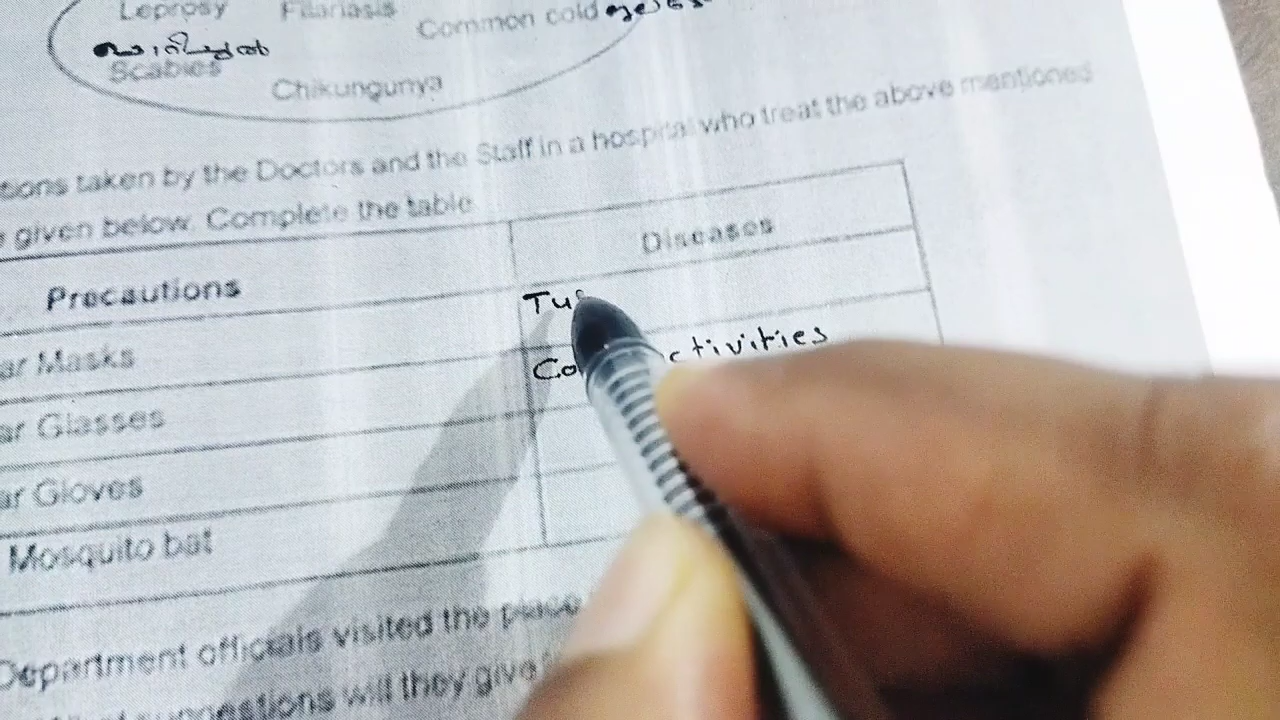 Leprosy Filariasis Common cold
Scabies Chikungunya
tions taken by the Doctors and the Staff in a hospital who treat the above mentioned
given below. Complete the table
Precautions Diseases
ar Masks Tu
ar Glasses Co ctivities
ar Gloves
Mosquito bat
Department officials visited the place
suggestions will they give